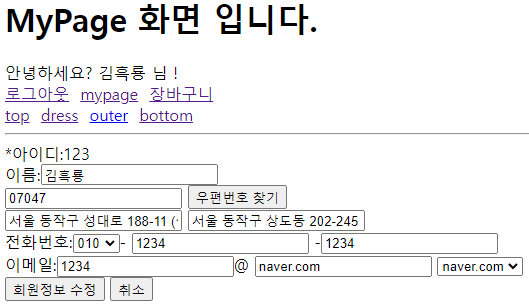 MyPage 화면 입니다.
안녕하세요? 김흑룡 님 !
로그아웃 mypage 장바구니
top dress outer bottom
*아이디:123
이름:김흑룡
07047 우편번호 찾기
서울 동작구 성대로 188-11 ( 서울 동작구 상도동 202-245
전화번호:010 - 1234 -1234
이메일:1234@ naver.com naver.com
회원정보 수정 취소